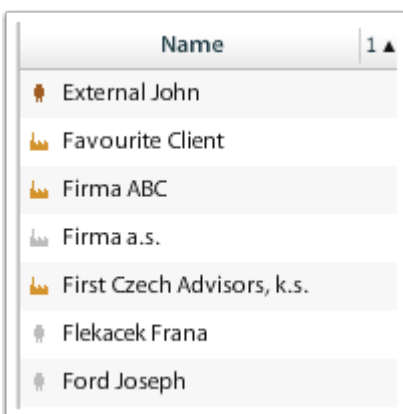 Name 1 ▲
External John
Favourite Client
Firma ABC
Firma a.s.
First Czech Advisors, k.s.
Flekacek Frana
Ford Joseph